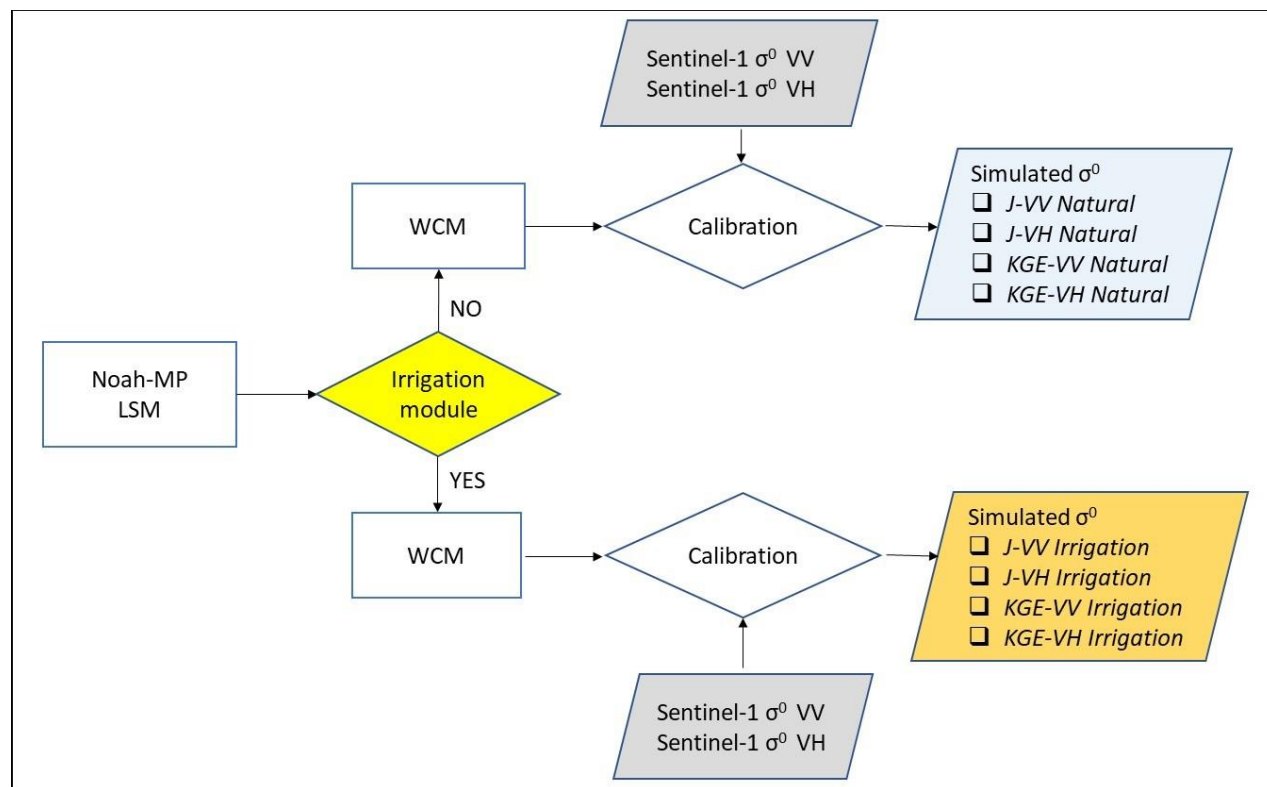 Sentinel-1 σ⁰ VV
Sentinel-1 σ⁰ VH
WCM
Calibration
Simulated σ⁰
❑ J-VV Natural
❑ J-VH Natural
❑ KGE-VV Natural
❑ KGE-VH Natural
NO
Noah-MP
LSM
Irrigation
module
YES
WCM
Calibration
Simulated σ⁰
❑ J-VV Irrigation
❑ J-VH Irrigation
❑ KGE-VV Irrigation
❑ KGE-VH Irrigation
Sentinel-1 σ⁰ VV
Sentinel-1 σ⁰ VH